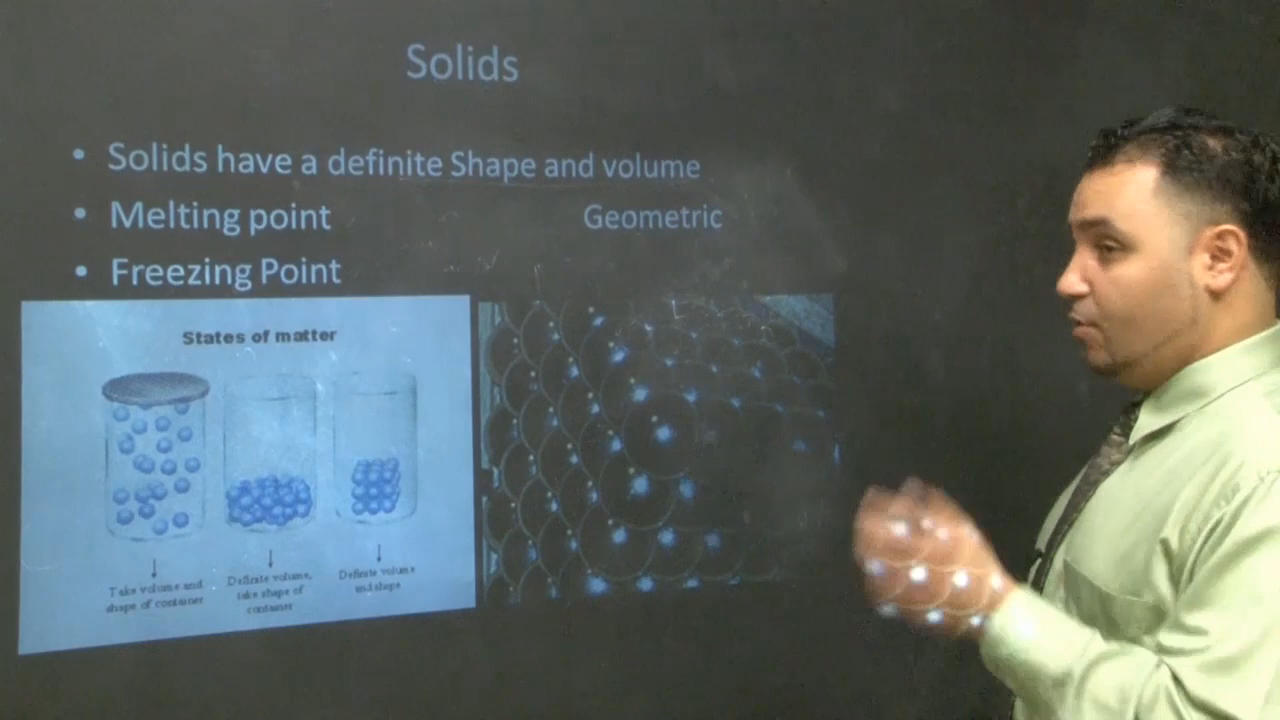 Solids
• Solids have a definite Shape and volume
• Melting point
Geometric
• Freezing Point
States of matter
Take volume and
shape of container
Definite volume,
take shape of
container
Definite volume
and shape